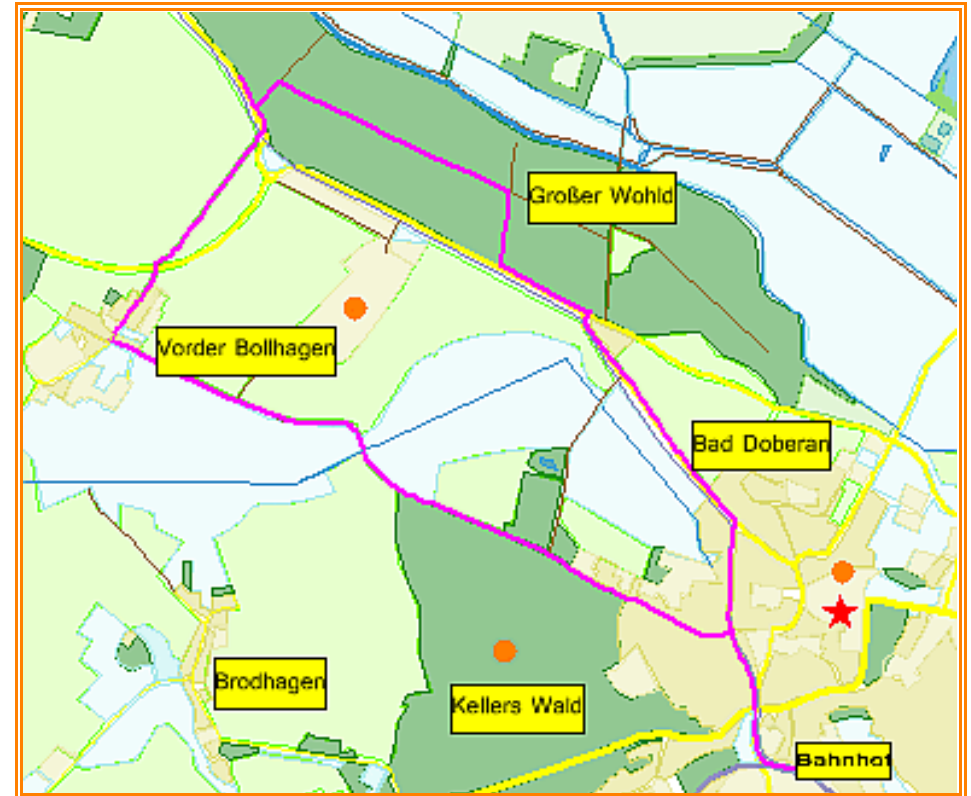 Großer Wohld
Vorder Bollhagen
Bad Doberan
Brodhagen
Kellers Wald
Bahnhof